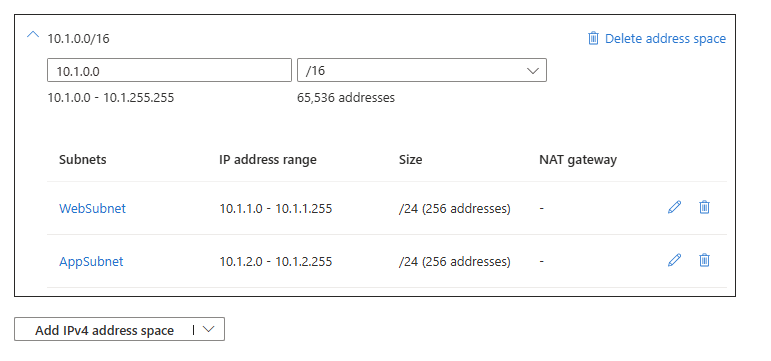 10.1.0.0/16 Delete address space
10.1.0.0 /16
10.1.0.0 - 10.1.255.255 65,536 addresses
Subnets IP address range Size NAT gateway
WebSubnet 10.1.1.0 - 10.1.1.255 /24 (256 addresses) -
AppSubnet 10.1.2.0 - 10.1.2.255 /24 (256 addresses) -
Add IPv4 address space |